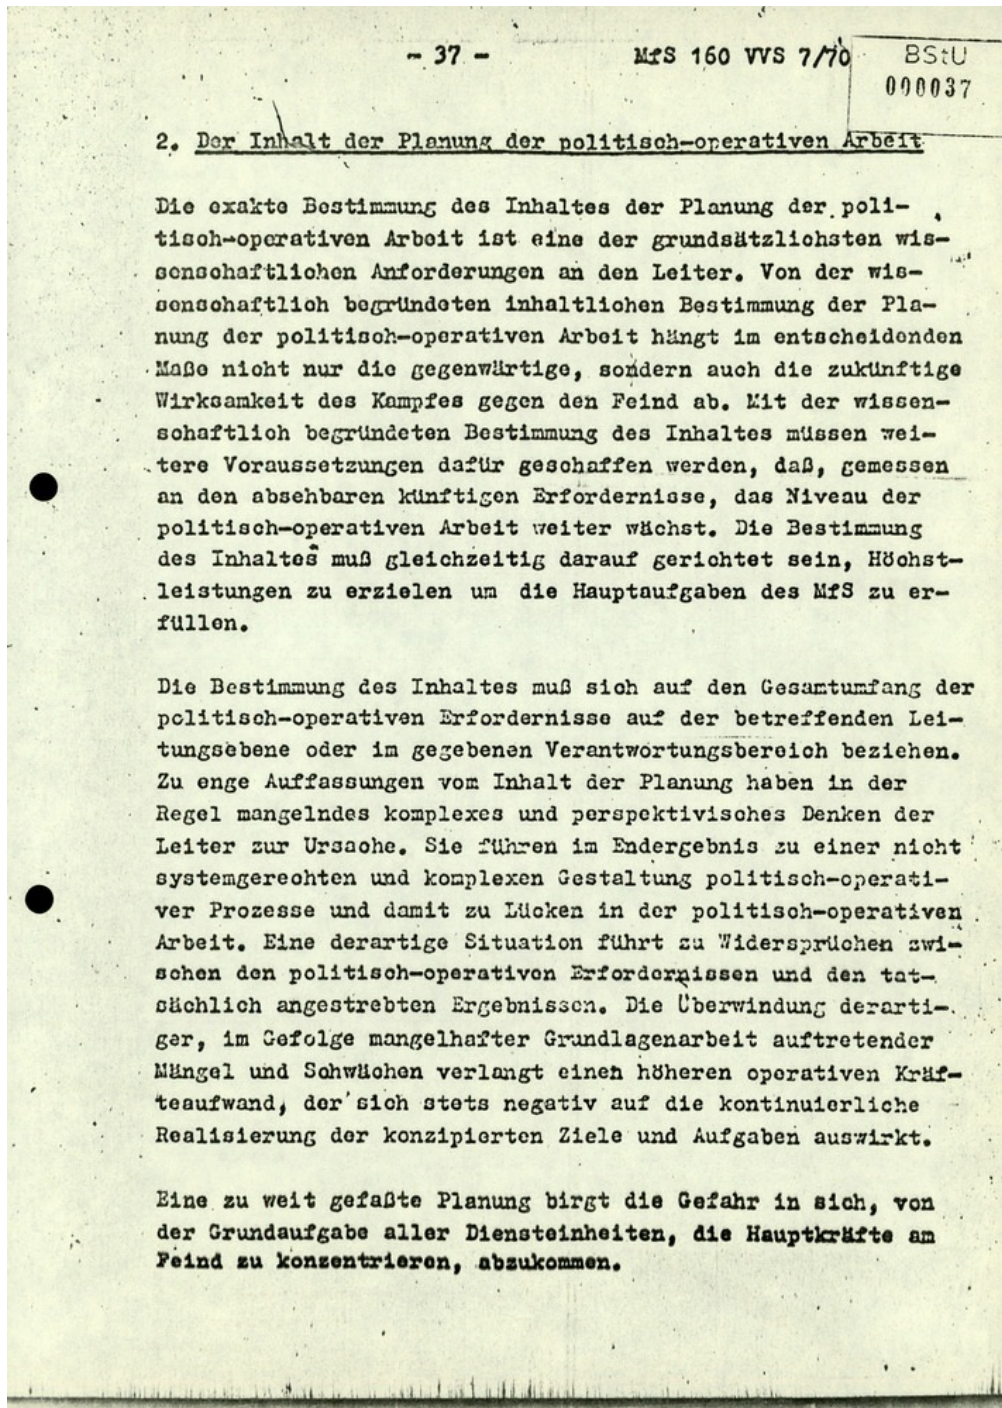 - 37 -
MfS 160 VVS 7/70
BStU
000037
2. Der Inhalt der Planung der politisch-operativen Arbeit
Die exakte Bestimmung des Inhaltes der Planung der poli-
tisch-operativen Arbeit ist eine der grundsätzlichsten wis-
senschaftlichen Anforderungen an den Leiter. Von der wis-
senschaftlich begründeten inhaltlichen Bestimmung der Pla-
nung der politisch-operativen Arbeit hängt im entscheidenden
Maße nicht nur die gegenwärtige, sondern auch die zukünftige
Wirksamkeit des Kampfes gegen den Feind ab. Mit der wissen-
schaftlich begründeten Bestimmung des Inhaltes müssen wei-
tere Voraussetzungen dafür geschaffen werden, daß, gemessen
an den absehbaren künftigen Erfordernisse, das Niveau der
politisch-operativen Arbeit weiter wächst. Die Bestimmung
des Inhaltes muß gleichzeitig darauf gerichtet sein, Höchst-
leistungen zu erzielen um die Hauptaufgaben des MfS zu er-
füllen.
Die Bestimmung des Inhaltes muß sich auf den Gesamtumfang der
politisch-operativen Erfordernisse auf der betreffenden Lei-
tungsebene oder im gegebenen Verantwortungsbereich beziehen.
Zu enge Auffassungen vom Inhalt der Planung haben in der
Regel mangelndes komplexes und perspektivisches Denken der
Leiter zur Ursache. Sie führen im Endergebnis zu einer nicht
systemgerechten und komplexen Gestaltung politisch-operati-
ver Prozesse und damit zu Lücken in der politisch-operativen
Arbeit. Eine derartige Situation führt zu Widersprüchen zwi-
schen den politisch-operativen Erfordernissen und den tat-
sächlich angestrebten Ergebnissen. Die Überwindung derarti-
ger, im Gefolge mangelhafter Grundlagenarbeit auftretender
Mängel und Schwächen verlangt einen höheren operativen Kräf-
teaufwand, der sich stets negativ auf die kontinuierliche
Realisierung der konzipierten Ziele und Aufgaben auswirkt.
Eine zu weit gefaßte Planung birgt die Gefahr in sich, von
der Grundaufgabe aller Diensteinheiten, die Hauptkräfte am
Feind zu konzentrieren, abzukommen.